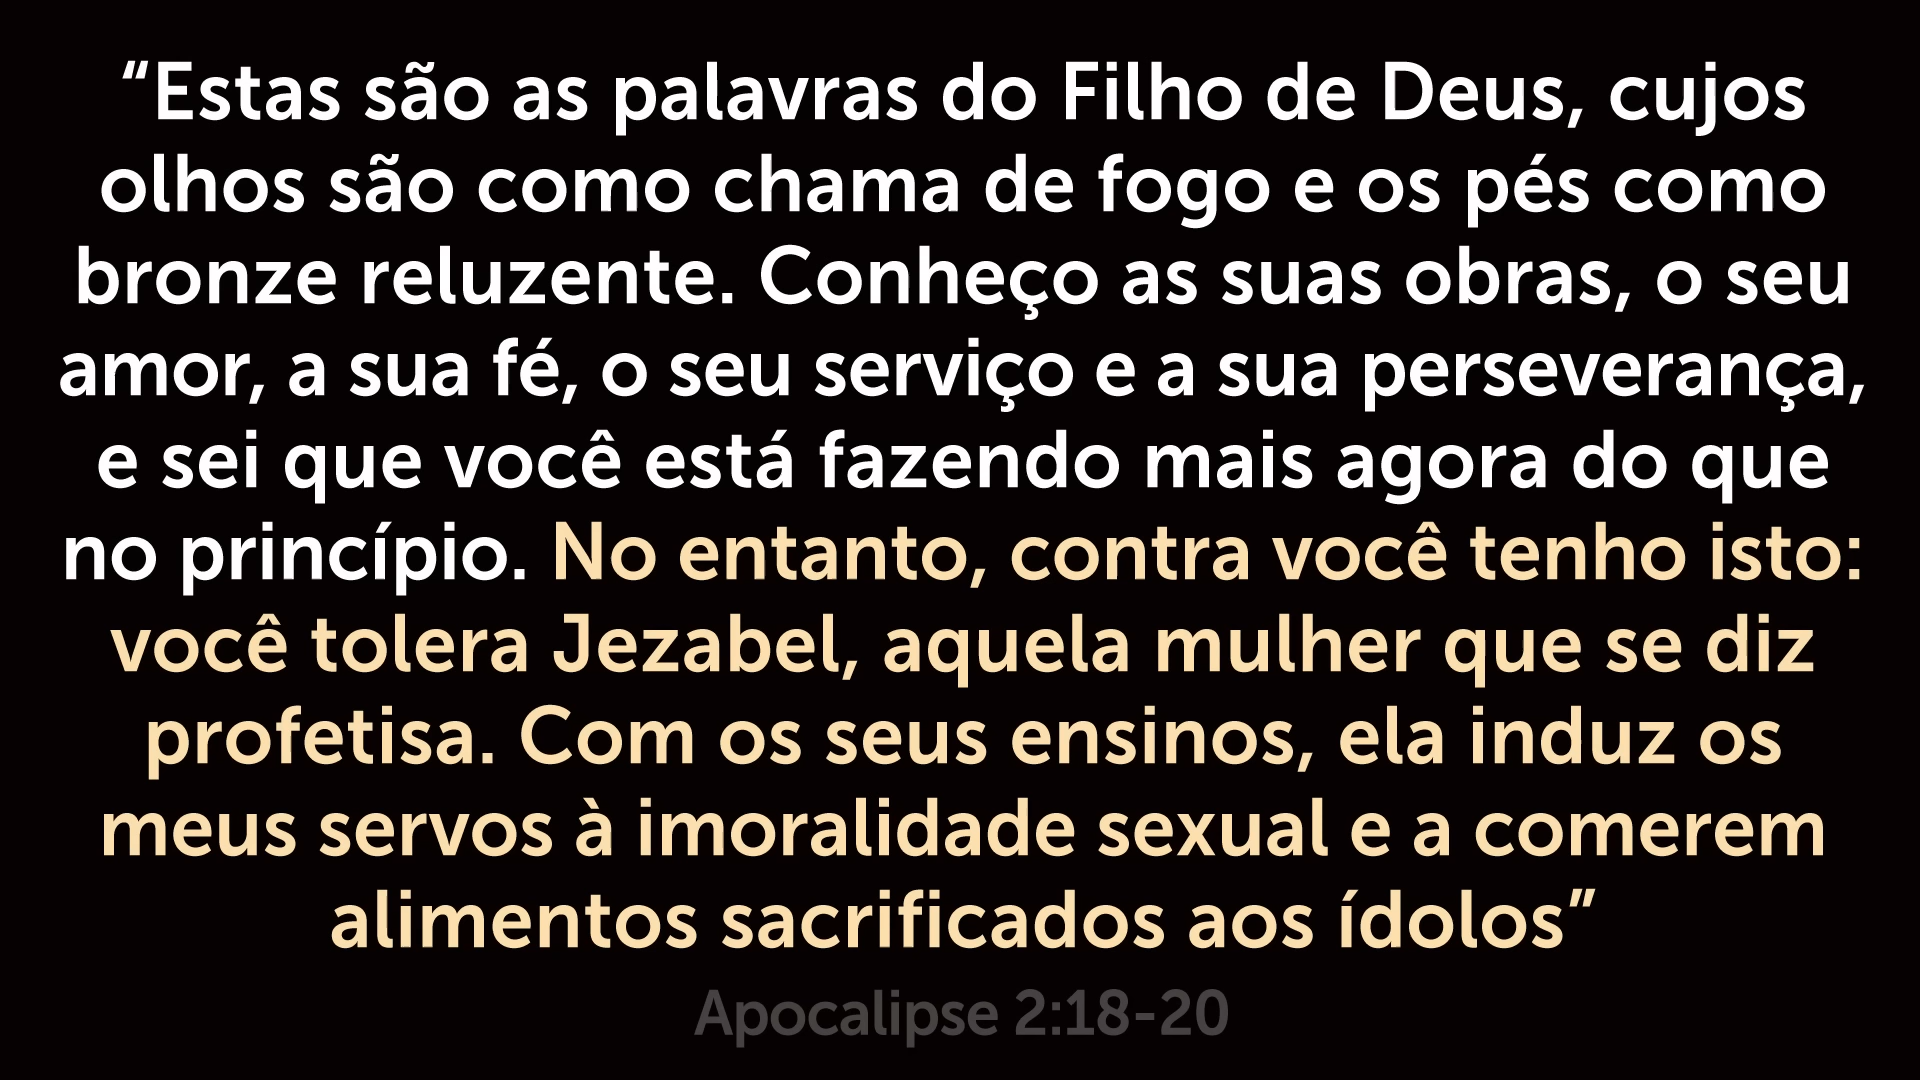 “Estas são as palavras do Filho de Deus, cujos
olhos são como chama de fogo e os pés como
bronze reluzente. Conheço as suas obras, o seu
amor, a sua fé, o seu serviço e a sua perseverança,
e sei que você está fazendo mais agora do que
no princípio. No entanto, contra você tenho isto:
você tolera Jezabel, aquela mulher que se diz
profetisa. Com os seus ensinos, ela induz os
meus servos à imoralidade sexual e a comerem
alimentos sacrificados aos ídolos”
Apocalipse 2:18-20